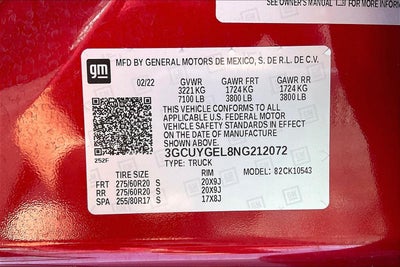 SEE OWNER'S MANUAL
INFORM
gm
MFD BY GENERAL MOTORS DE MEXICO, S. DE R.L. DE C.V.
02/22 GVWR GAWR FRT GAWR RR
3221 KG 1724 KG 1724 KG
7100 LB 3800 LB 3800 LB
THIS VEHICLE CONFORMS TO ALL
APPLICABLE U.S. FEDERAL MOTOR
VEHICLE SAFETY STANDARDS IN EFFECT
ON THE DATE OF MANUFACTURE
SHOWN ABOVE.
3GCUYGEL8NG212072
252F TYPE: TRUCK
TIRE SIZE RIM MODEL: 82CK10543
FRT 275/60R20 S 20X9J
RR 275/60R20 S 20X9J
SPA 255/80R17 S 17X8J